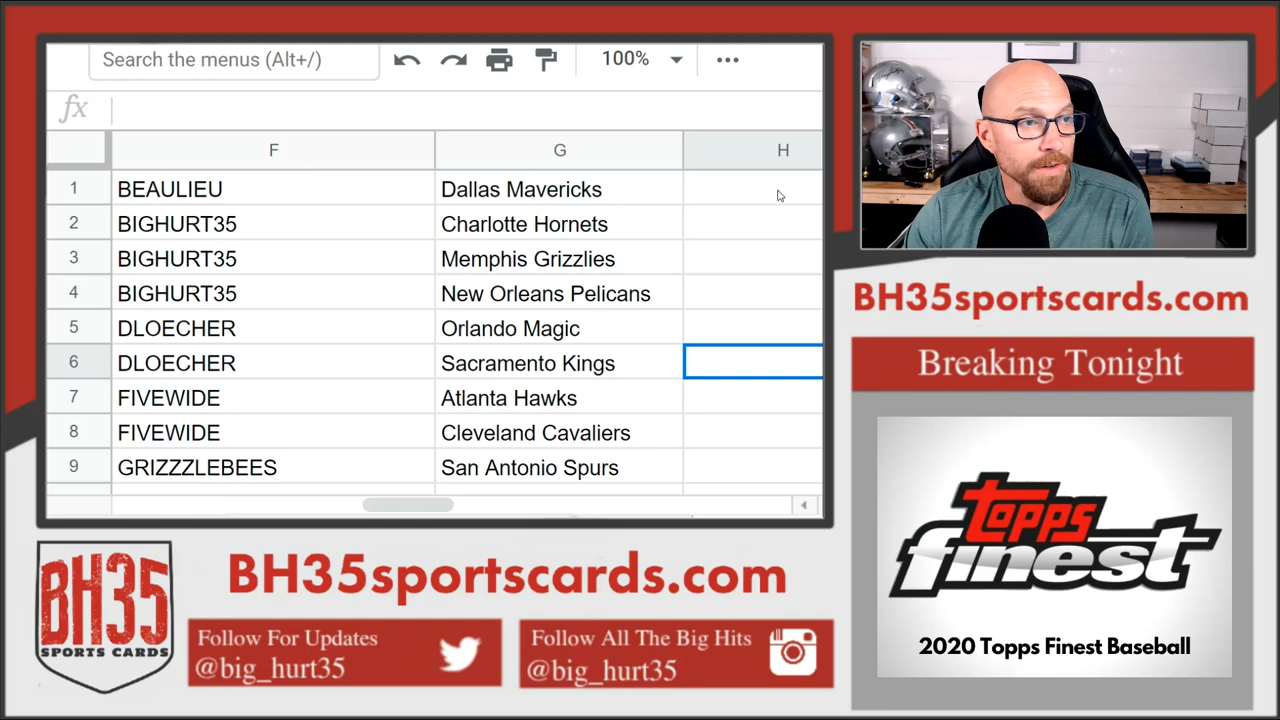 Search the menus (Alt+/)
100%
fx
F G H
1 BEAULIEU Dallas Mavericks
2 BIGHURT35 Charlotte Hornets
3 BIGHURT35 Memphis Grizzlies
4 BIGHURT35 New Orleans Pelicans
5 DLOECHER Orlando Magic
6 DLOECHER Sacramento Kings
7 FIVEWIDE Atlanta Hawks
8 FIVEWIDE Cleveland Cavaliers
9 GRIZZZLEBEES San Antonio Spurs
BH35sportscards.com
Breaking Tonight
topps
finest
2020 Topps Finest Baseball
BH35
SPORTS CARDS
BH35sportscards.com
Follow For Updates
@big_hurt35
Follow All The Big Hits
@big_hurt35